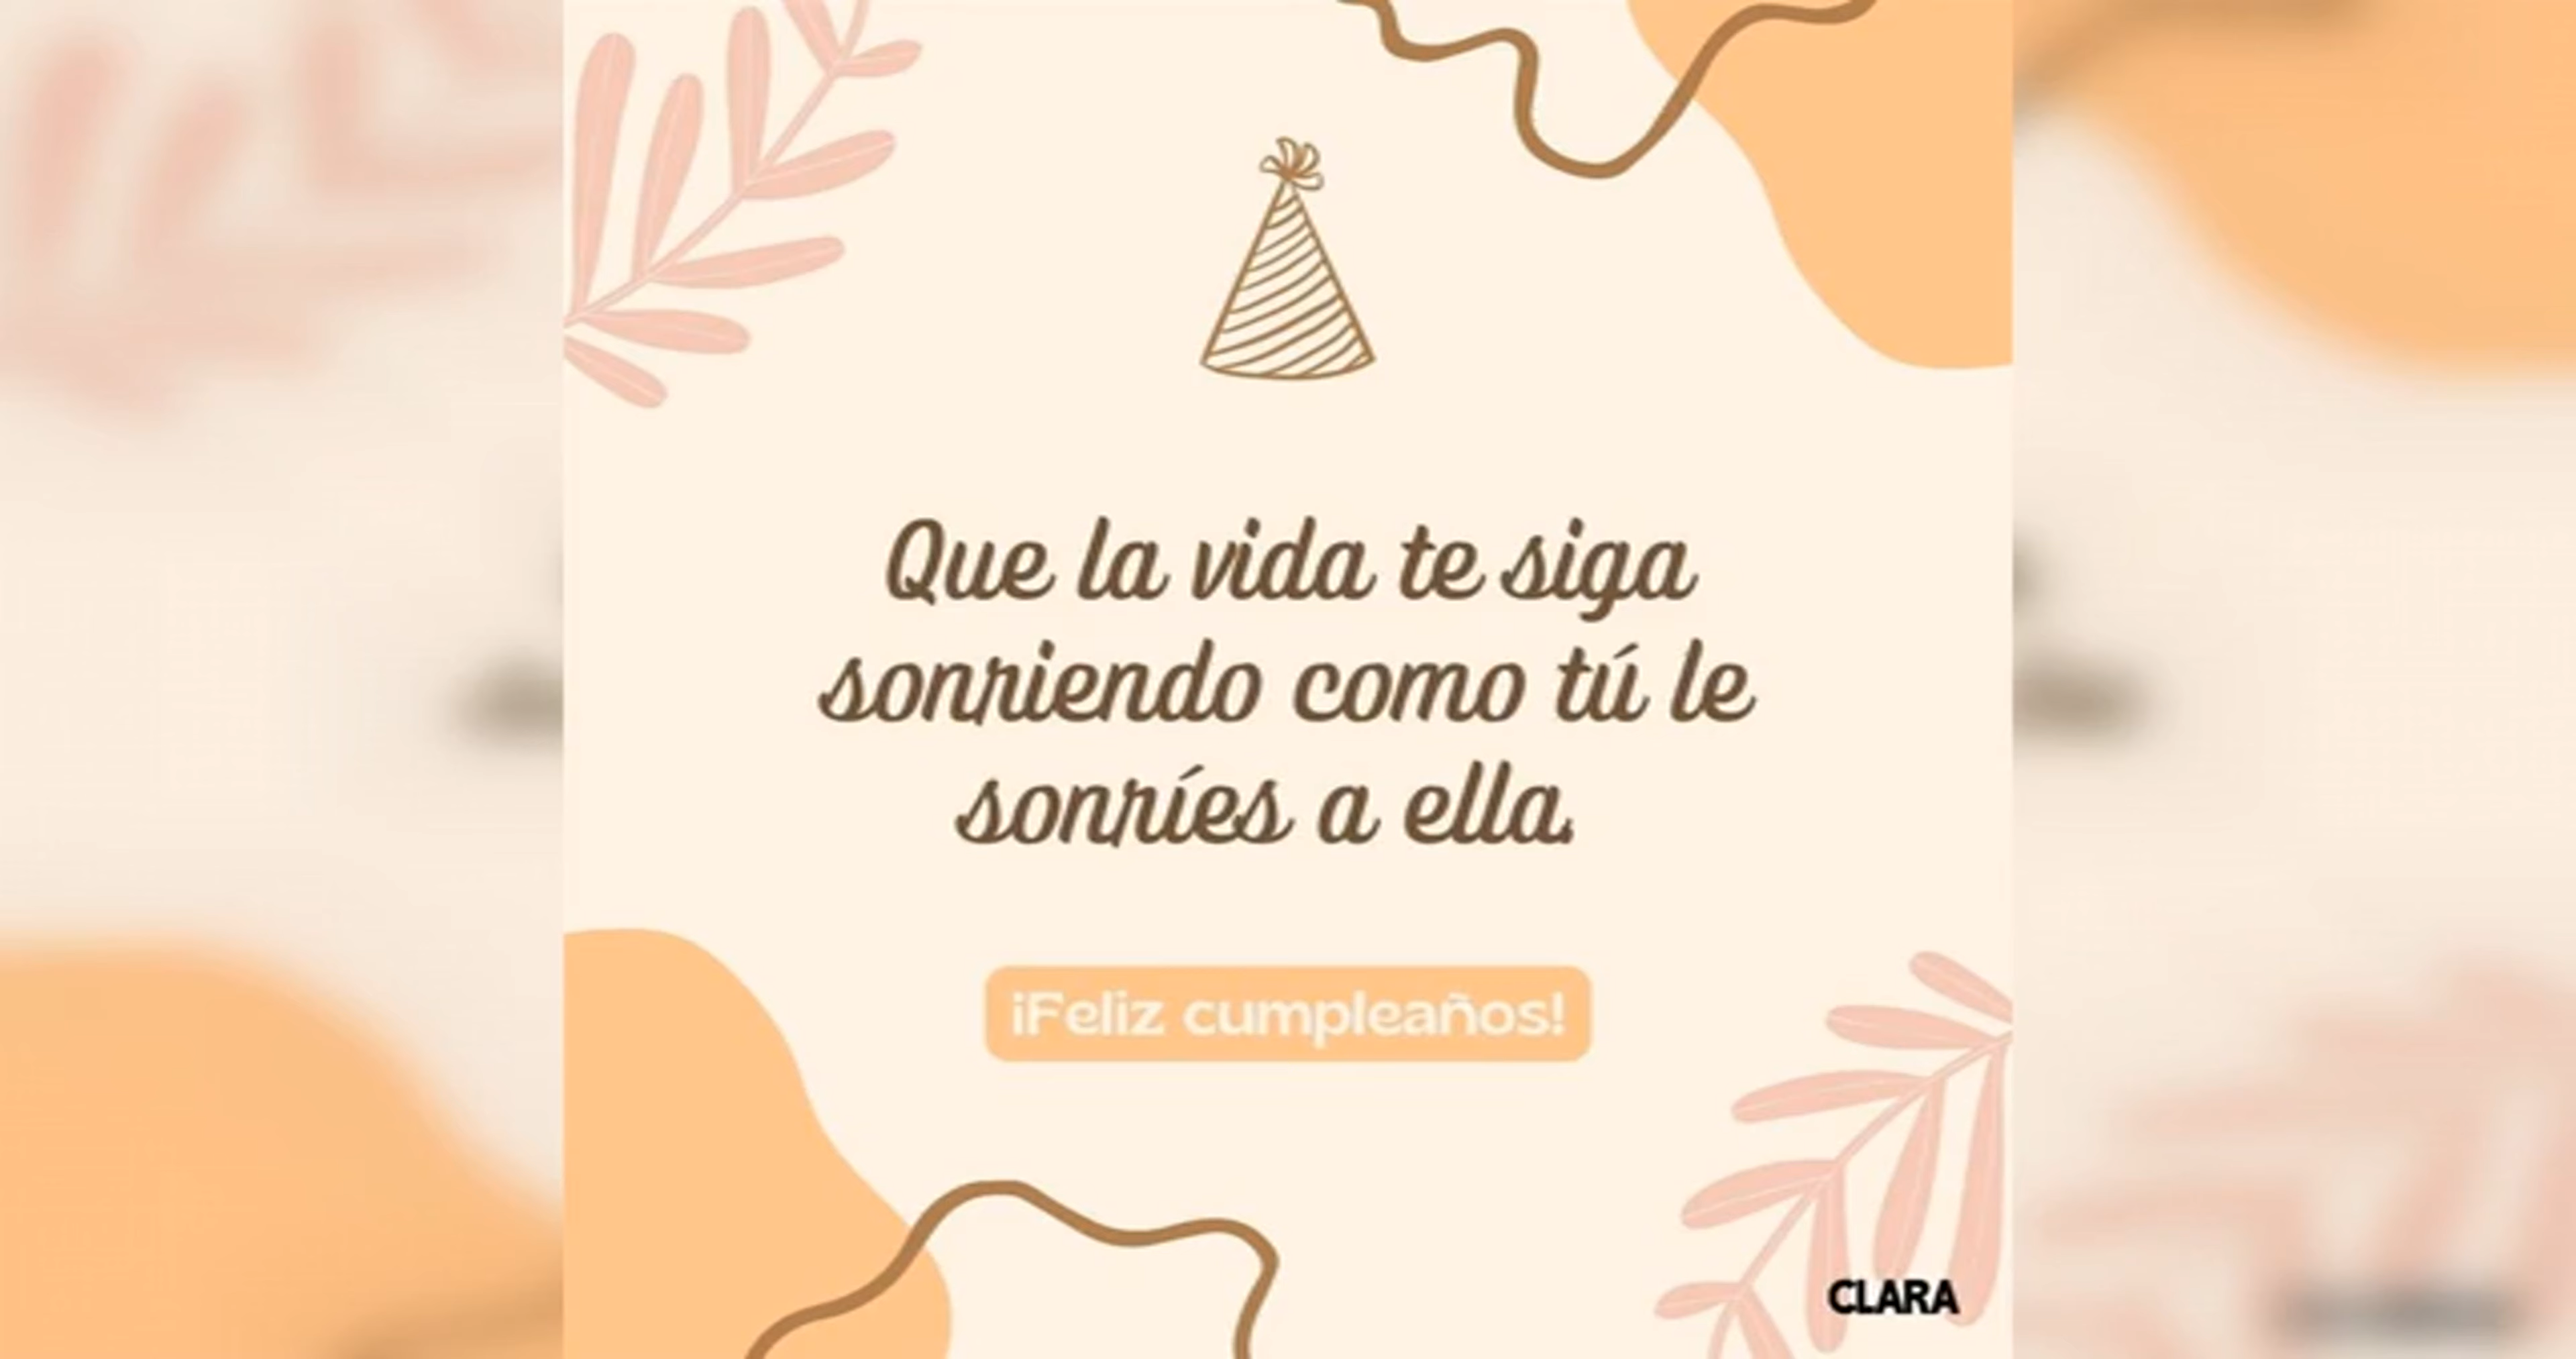 Que la vida te siga
sonriendo como tú le
sonríes a ella.
¡Feliz cumpleaños!
CLARA